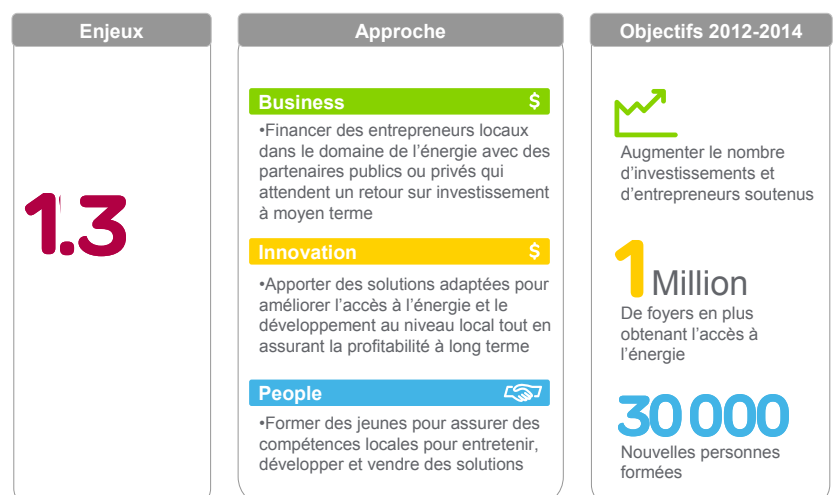 Enjeux
1.3
Approche
Business $
•Financer des entrepreneurs locaux
dans le domaine de l'énergie avec des
partenaires publics ou privés qui
attendent un retour sur investissement
à moyen terme
Innovation $
•Apporter des solutions adaptées pour
améliorer l'accès à l'énergie et le
développement au niveau local tout en
assurant la profitabilité à long terme
People
•Former des jeunes pour assurer des
compétences locales pour entretenir,
développer et vendre des solutions
Objectifs 2012-2014
Augmenter le nombre
d'investissements et
d'entrepreneurs soutenus
1 Million
De foyers en plus
obtenant l'accès à
l'énergie
30 000
Nouvelles personnes
formées